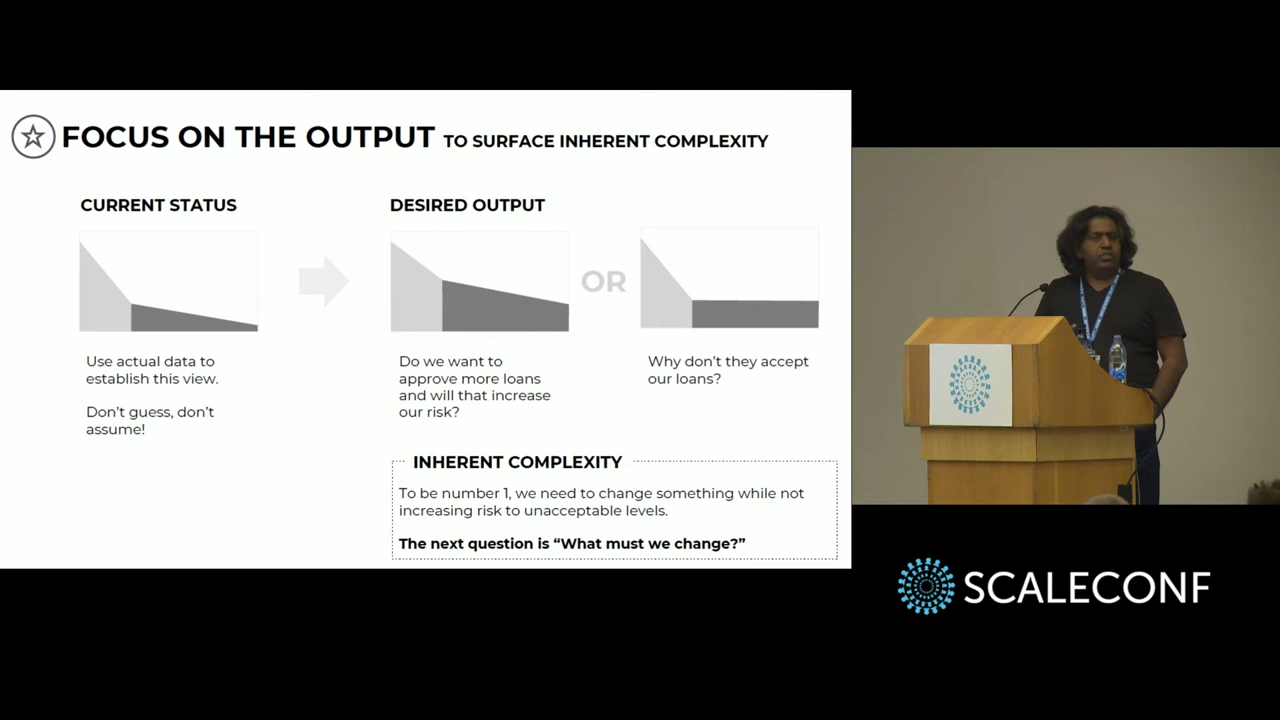 FOCUS ON THE OUTPUT TO SURFACE INHERENT COMPLEXITY
CURRENT STATUS
Use actual data to
establish this view.
Don't guess, don't
assume!
DESIRED OUTPUT
OR
Do we want to
approve more loans
and will that increase
our risk?
Why don't they accept
our loans?
INHERENT COMPLEXITY
To be number 1, we need to change something while not
increasing risk to unacceptable levels.
The next question is “What must we change?”
SCALECONF